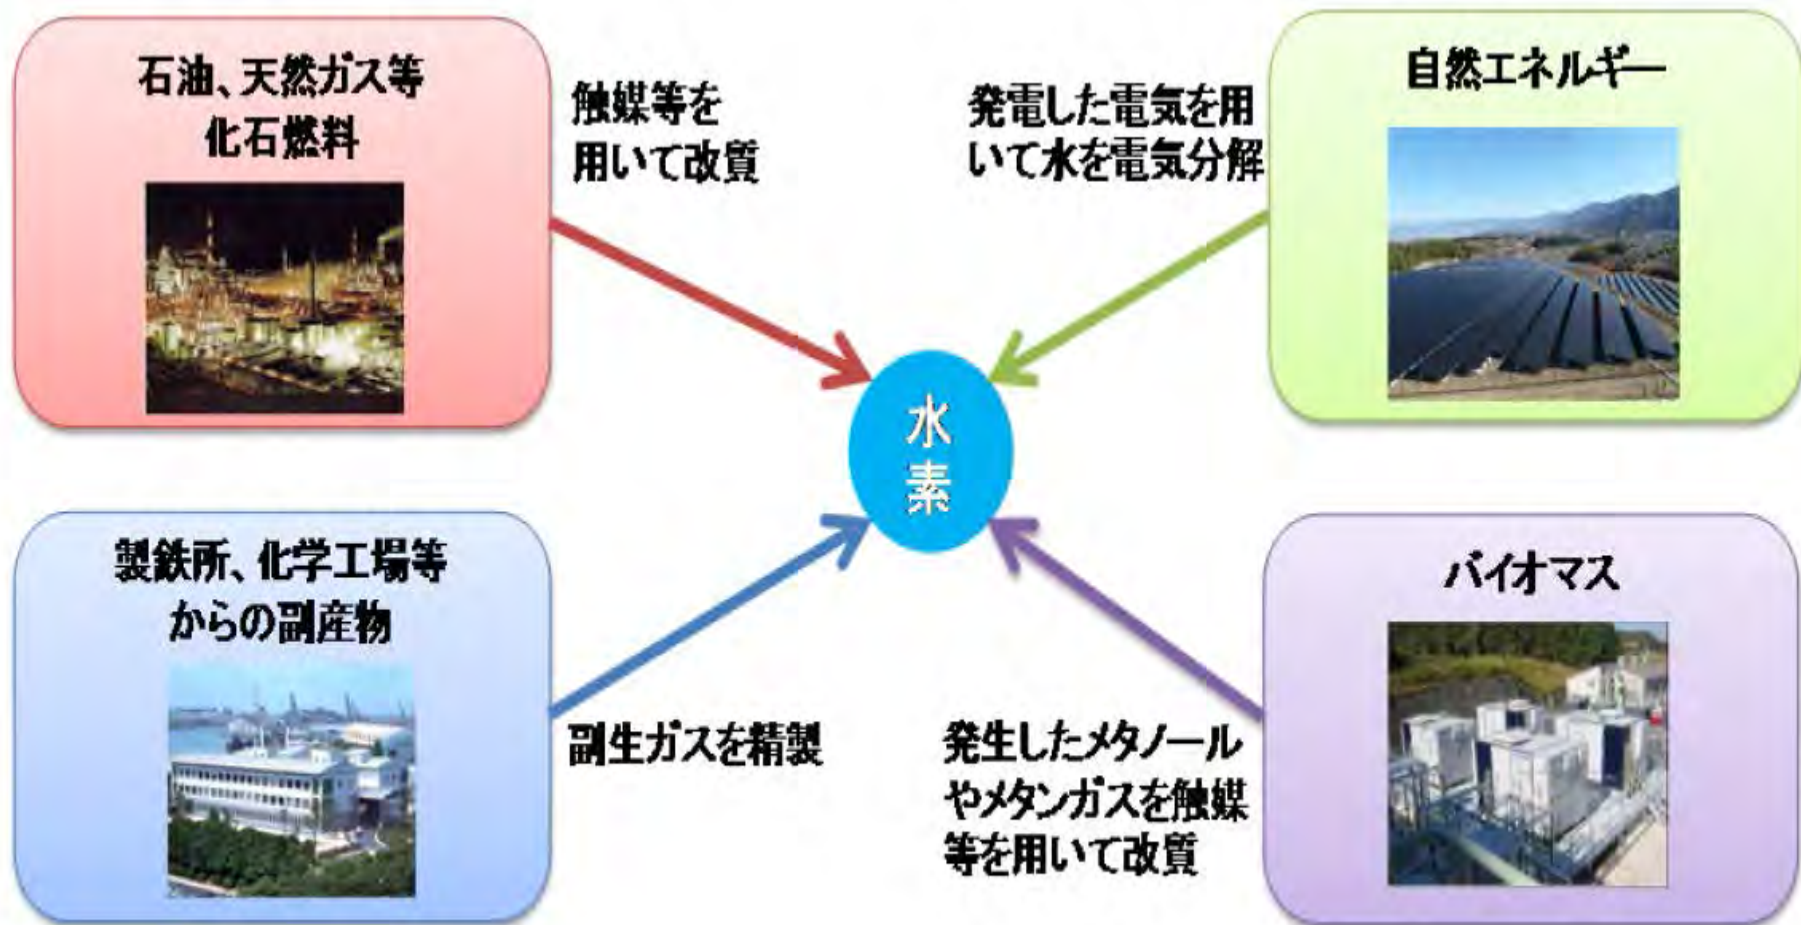 石油、天然ガス等
化石燃料
触媒等を
用いて改質
発電した電気を用
いて水を電気分解
自然エネルギー
水
素
製鉄所、化学工場等
からの副産物
副生ガスを精製
発生したメタノール
やメタンガスを触媒
等を用いて改質
バイオマス